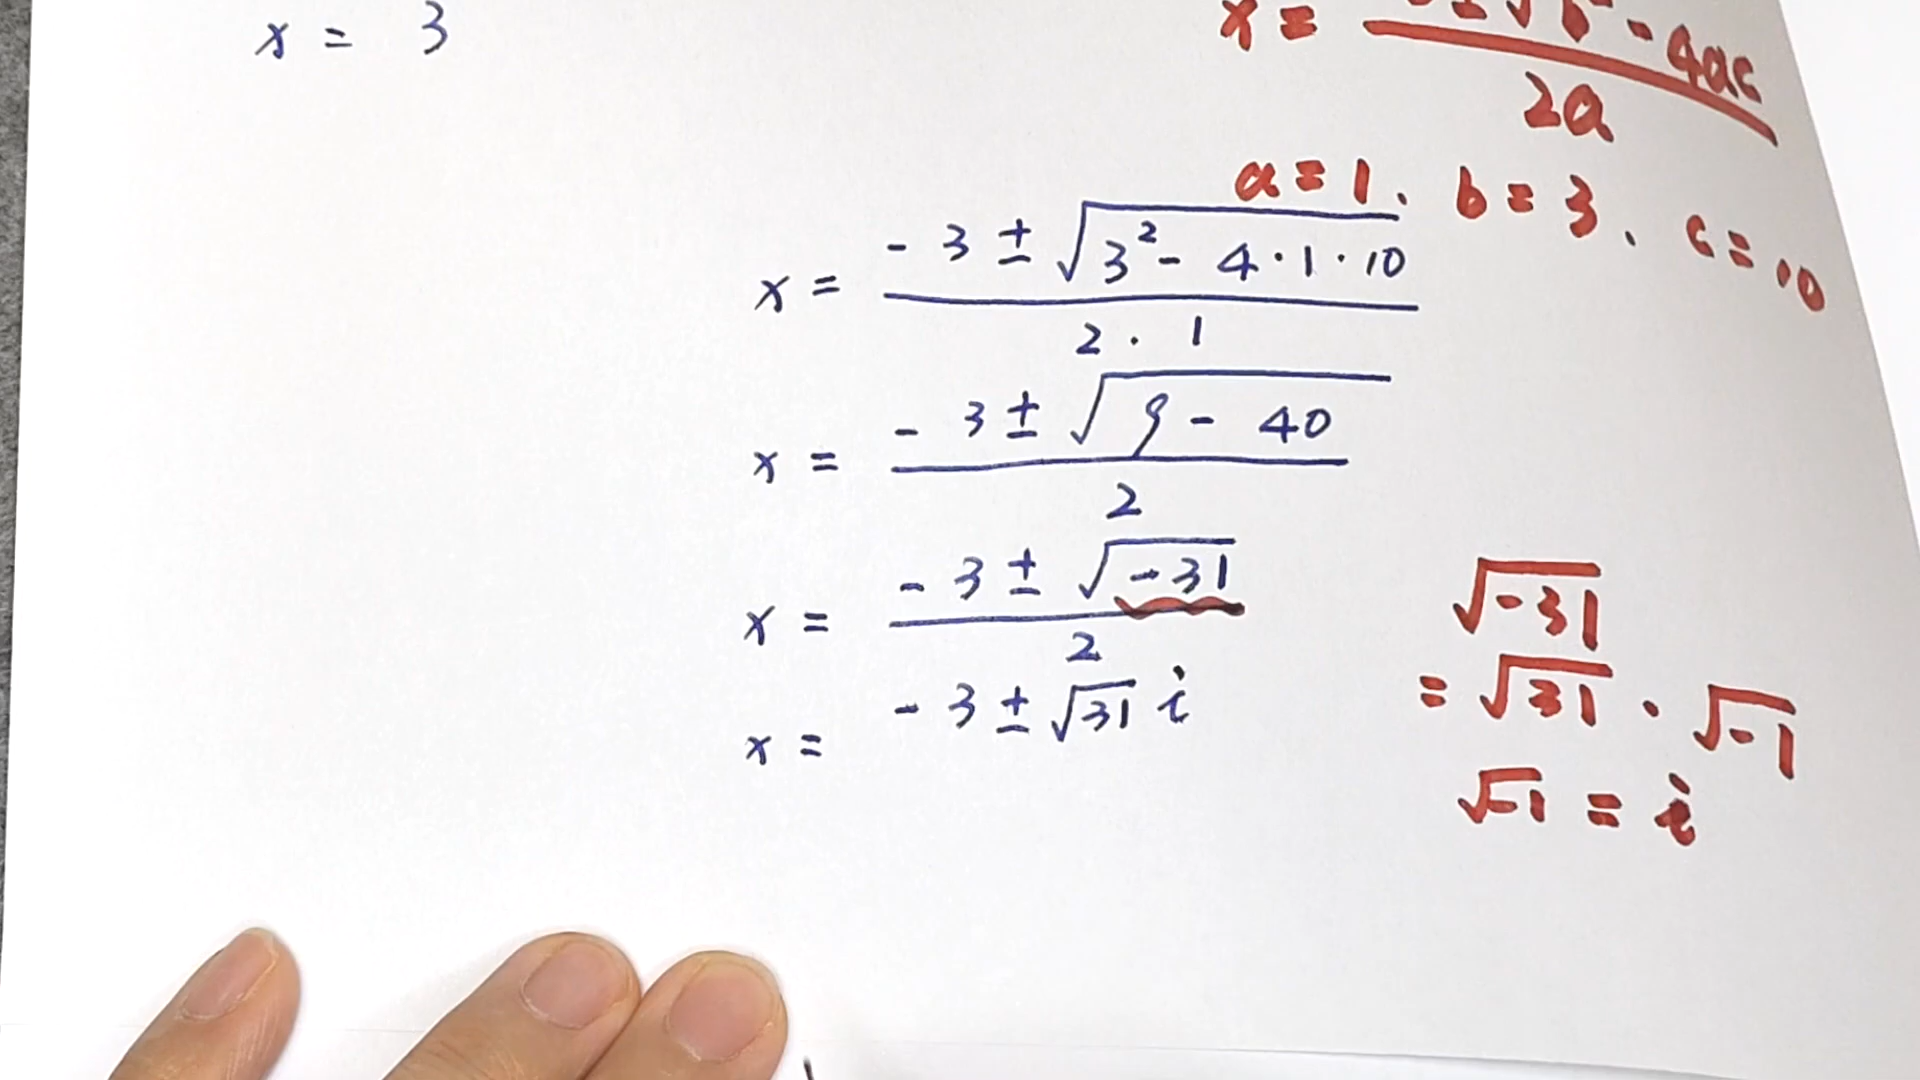 x = 3
x = ±√b² - 4ac
2a
a = 1. b = 3. c = 10
x = - 3 ± √3² - 4 · 1 · 10
2 · 1
x = - 3 ± √9 - 40
2
x = - 3 ± √-31
2
x = - 3 ± √31 i
√-31
= √31 · √-1
√-1 = i